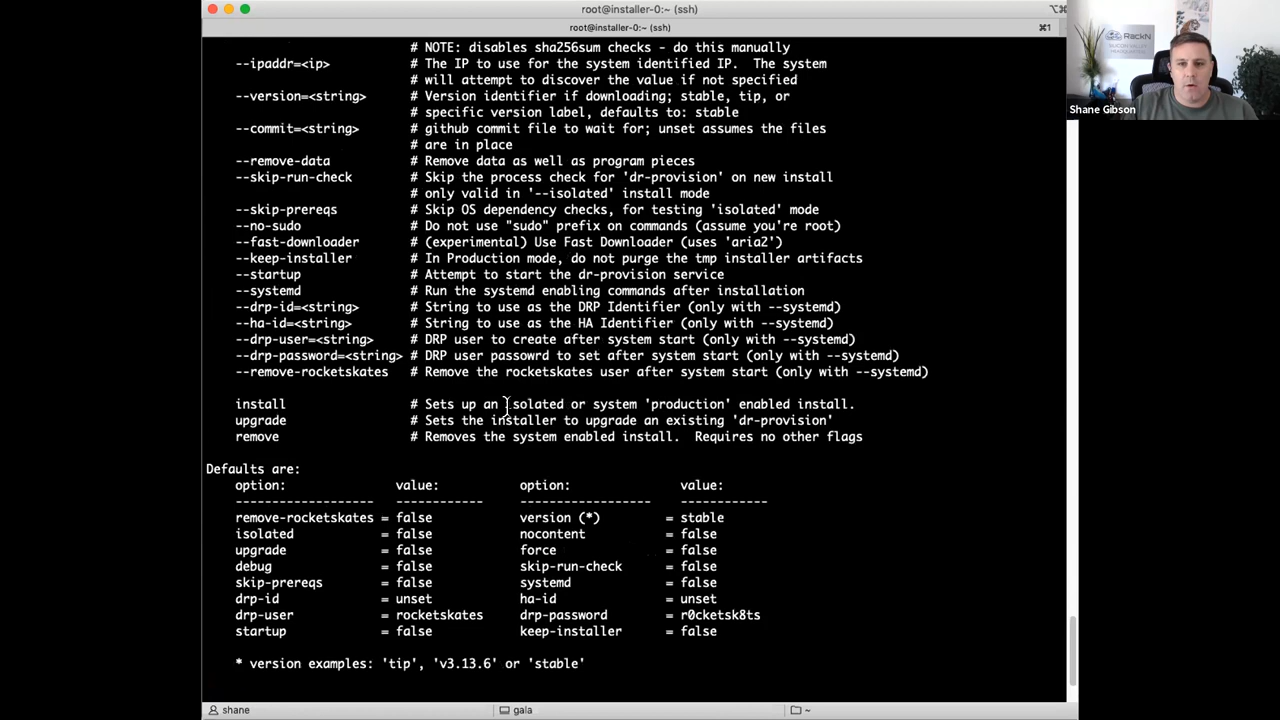 root@installer-0:~ (ssh)
root@installer-0:~ (ssh)
⌘1
# NOTE: disables sha256sum checks - do this manually
--ipaddr=<ip> # The IP to use for the system identified IP. The system
# will attempt to discover the value if not specified
--version=<string> # Version identifier if downloading; stable, tip, or
# specific version label, defaults to: stable
--commit=<string> # github commit file to wait for; unset assumes the files
# are in place
--remove-data # Remove data as well as program pieces
--skip-run-check # Skip the process check for 'dr-provision' on new install
# only valid in '--isolated' install mode
--skip-prereqs # Skip OS dependency checks, for testing 'isolated' mode
--no-sudo # Do not use "sudo" prefix on commands (assume you're root)
--fast-downloader # (experimental) Use Fast Downloader (uses 'aria2')
--keep-installer # In Production mode, do not purge the tmp installer artifacts
--startup # Attempt to start the dr-provision service
--systemd # Run the systemd enabling commands after installation
--drp-id=<string> # String to use as the DRP Identifier (only with --systemd)
--ha-id=<string> # String to use as the HA Identifier (only with --systemd)
--drp-user=<string> # DRP user to create after system start (only with --systemd)
--drp-password=<string> # DRP user passowrd to set after system start (only with --systemd)
--remove-rocketskates # Remove the rocketskates user after system start (only with --systemd)
install # Sets up an isolated or system 'production' enabled install.
upgrade # Sets the installer to upgrade an existing 'dr-provision'
remove # Removes the system enabled install. Requires no other flags
Defaults are:
option: value: option: value:
------------------- ------------ ------------------ ------------
remove-rocketskates = false version (*) = stable
isolated = false nocontent = false
upgrade = false force = false
debug = false skip-run-check = false
skip-prereqs = false systemd = false
drp-id = unset ha-id = unset
drp-user = rocketskates drp-password = r0cketsk8ts
startup = false keep-installer = false
* version examples: 'tip', 'v3.13.6' or 'stable'
shane gala ~
RackN
Shane Gibson